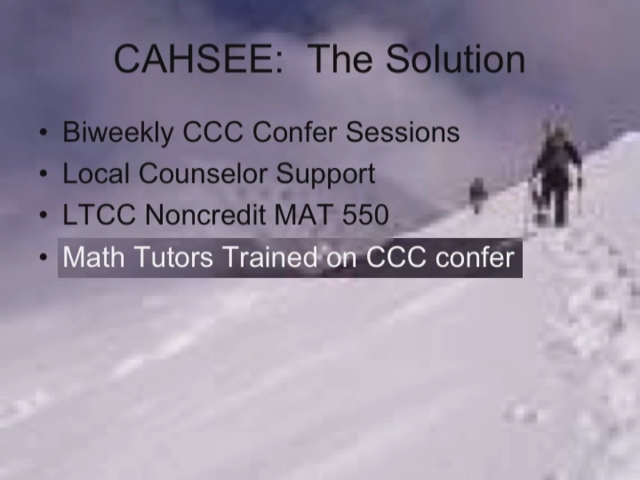 CAHSEE:  The Solution
• Biweekly CCC Confer Sessions
• Local Counselor Support
• LTCC Noncredit MAT 550
• Math Tutors Trained on CCC confer